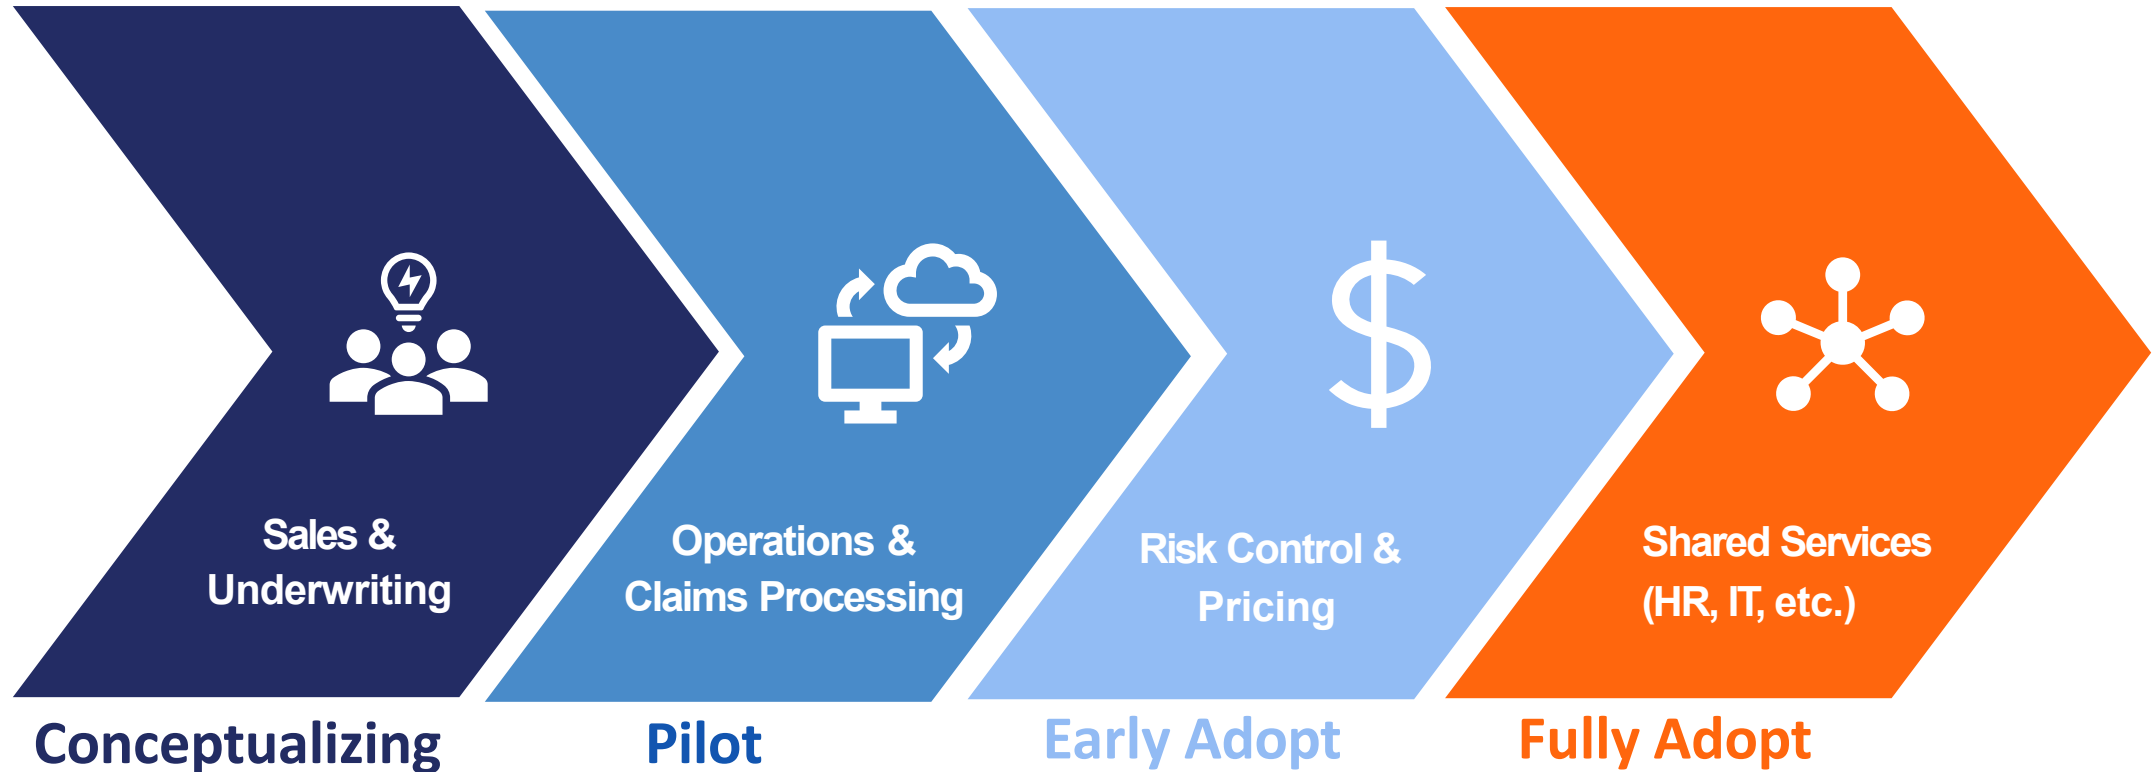 Sales &
Underwriting
Operations &
Claims Processing
Risk Control &
Pricing
Shared Services
(HR, IT, etc.)
Conceptualizing
Pilot
Early Adopt
Fully Adopt